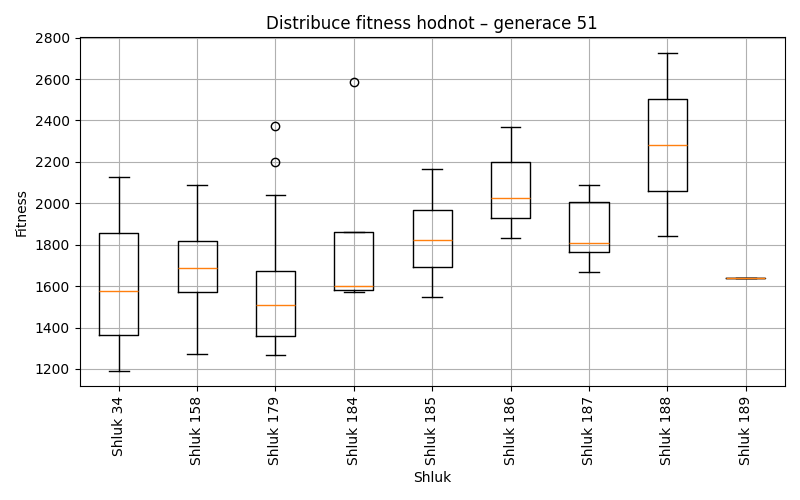 Distribuce fitness hodnot – generace 51
Fitness
2800
2600
2400
2200
2000
1800
1600
1400
1200
Shluk 34
Shluk 158
Shluk 179
Shluk 184
Shluk 185
Shluk 186
Shluk 187
Shluk 188
Shluk 189
Shluk